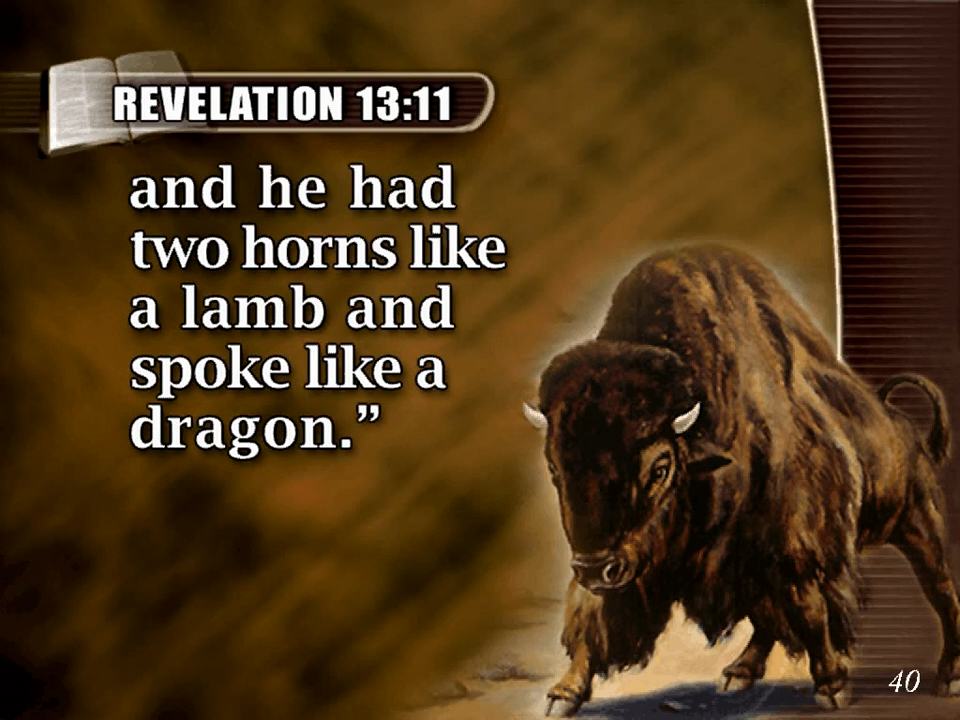 REVELATION 13:11
and he had
two horns like
a lamb and
spoke like a
dragon.”
40